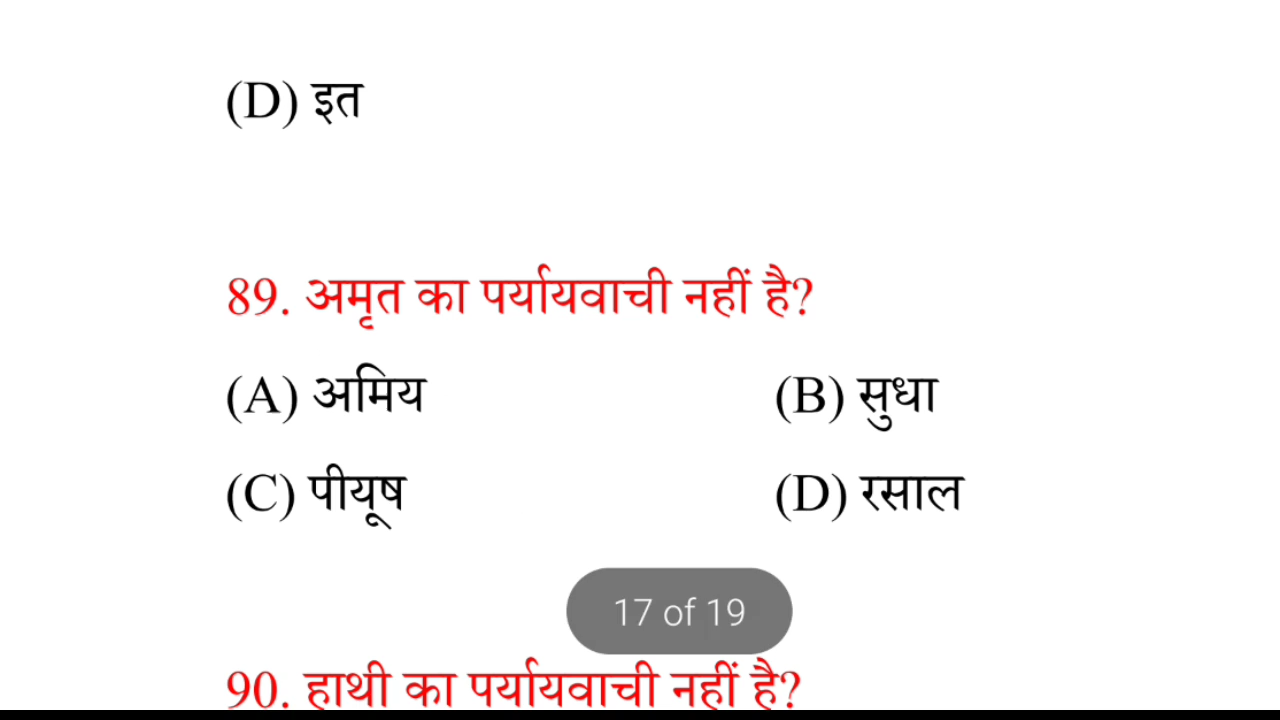 (D) इत
89. अमृत का पर्यायवाची नहीं है?
(A) अमिय (B) सुधा
(C) पीयूष (D) रसाल
17 of 19
90. हाथी का पर्यायवाची नहीं है?